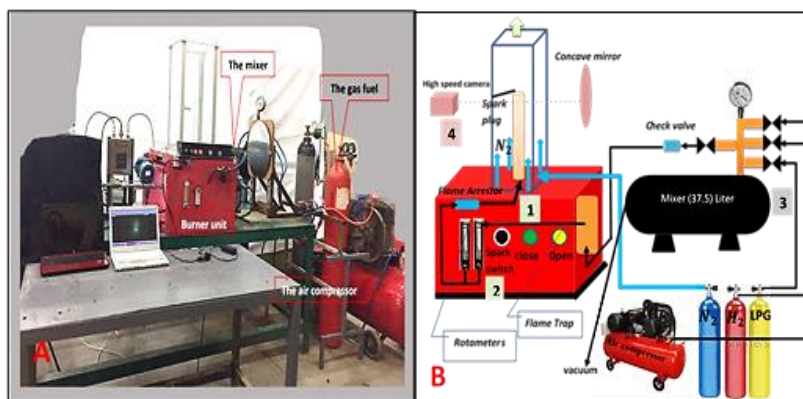 The mixer
The gas fuel
Burner unit
The air compressor
A
B
High speed camera
4
Spark
plug
Concave mirror
N2
Check valve
Flame Arrestor
1
Mixer (37.5) Liter
3
Spark
switch
close
Open
2
Rotameters
Flame Trap
N2
H2
LPG
Air compressor
vacuum